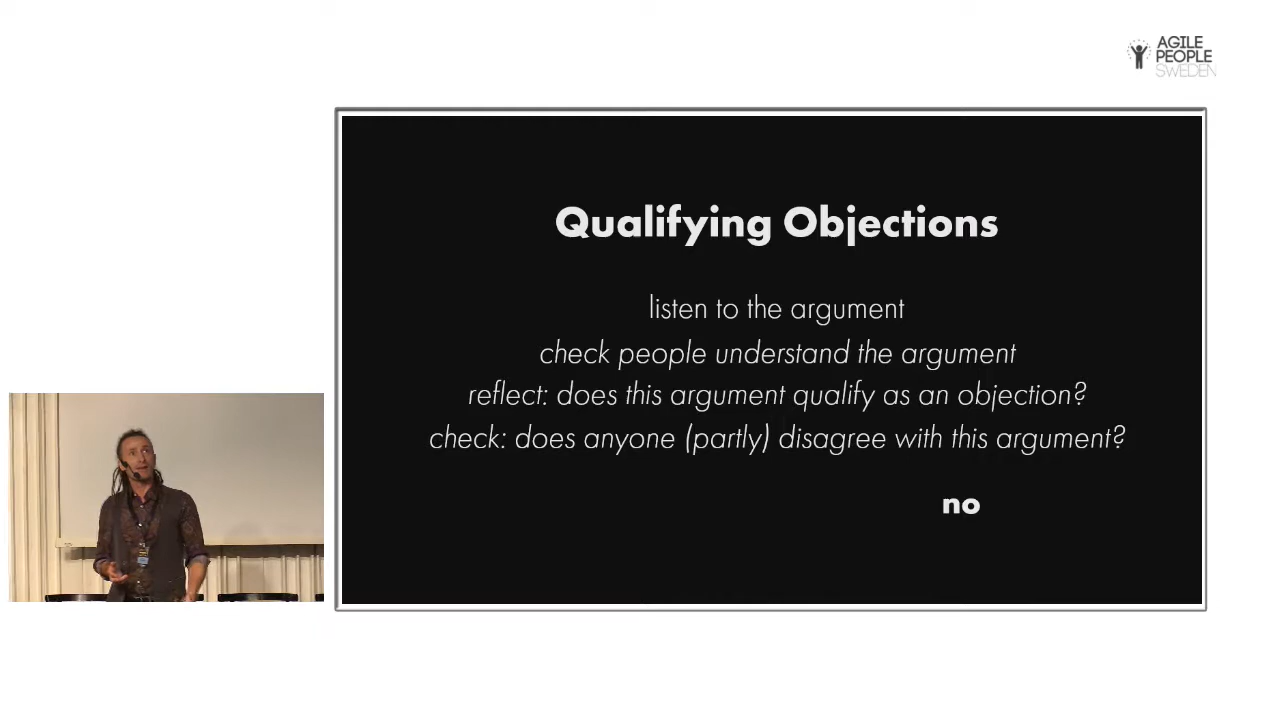 AGILE
PEOPLE
SWEDEN
Qualifying Objections
listen to the argument
check people understand the argument
reflect: does this argument qualify as an objection?
check: does anyone (partly) disagree with this argument?
no